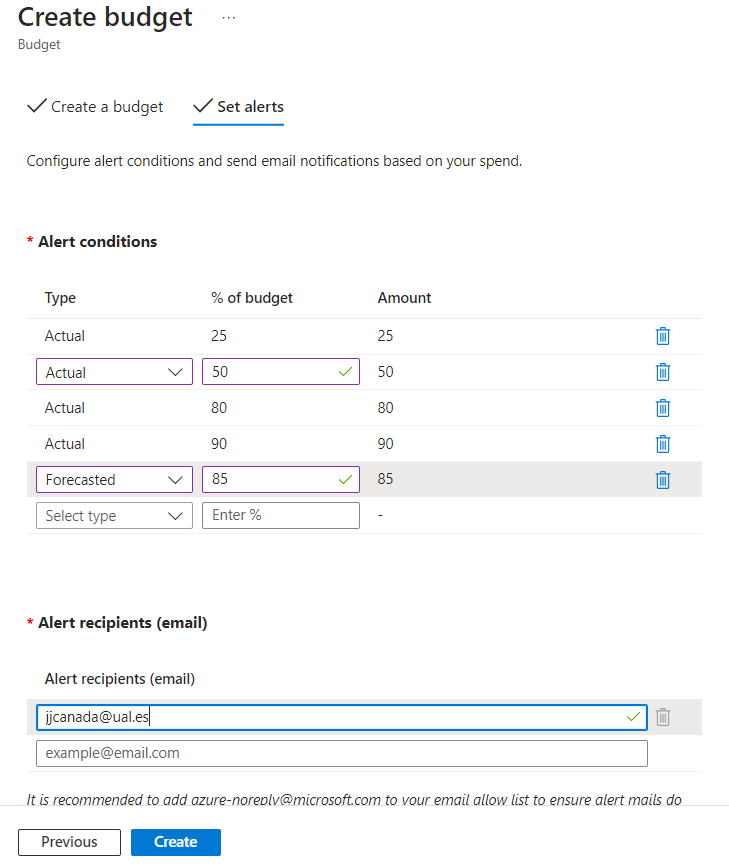 Create budget ...
Budget
Create a budget Set alerts
Configure alert conditions and send email notifications based on your spend.
* Alert conditions
Type % of budget Amount
Actual 25 25
Actual 50 50
Actual 80 80
Actual 90 90
Forecasted 85 85
Select type Enter % -
* Alert recipients (email)
Alert recipients (email)
jjcanada@ual.es
example@email.com
It is recommended to add azure-noreply@microsoft.com to your email allow list to ensure alert mails do
Previous Create